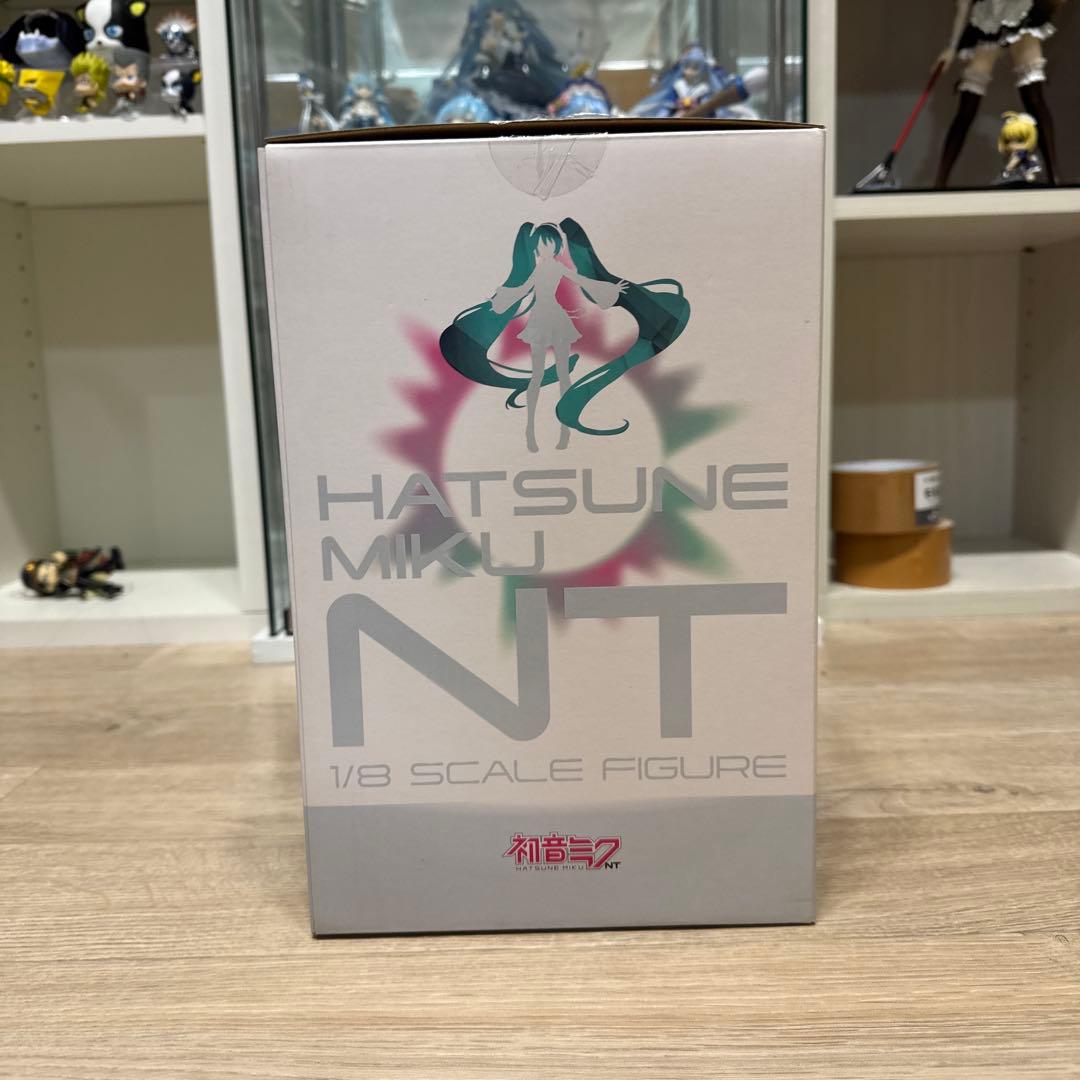 HATSUNE
MIKU
NT
1/8 SCALE FIGURE
初音ミク
HATSUNE MIKU NT